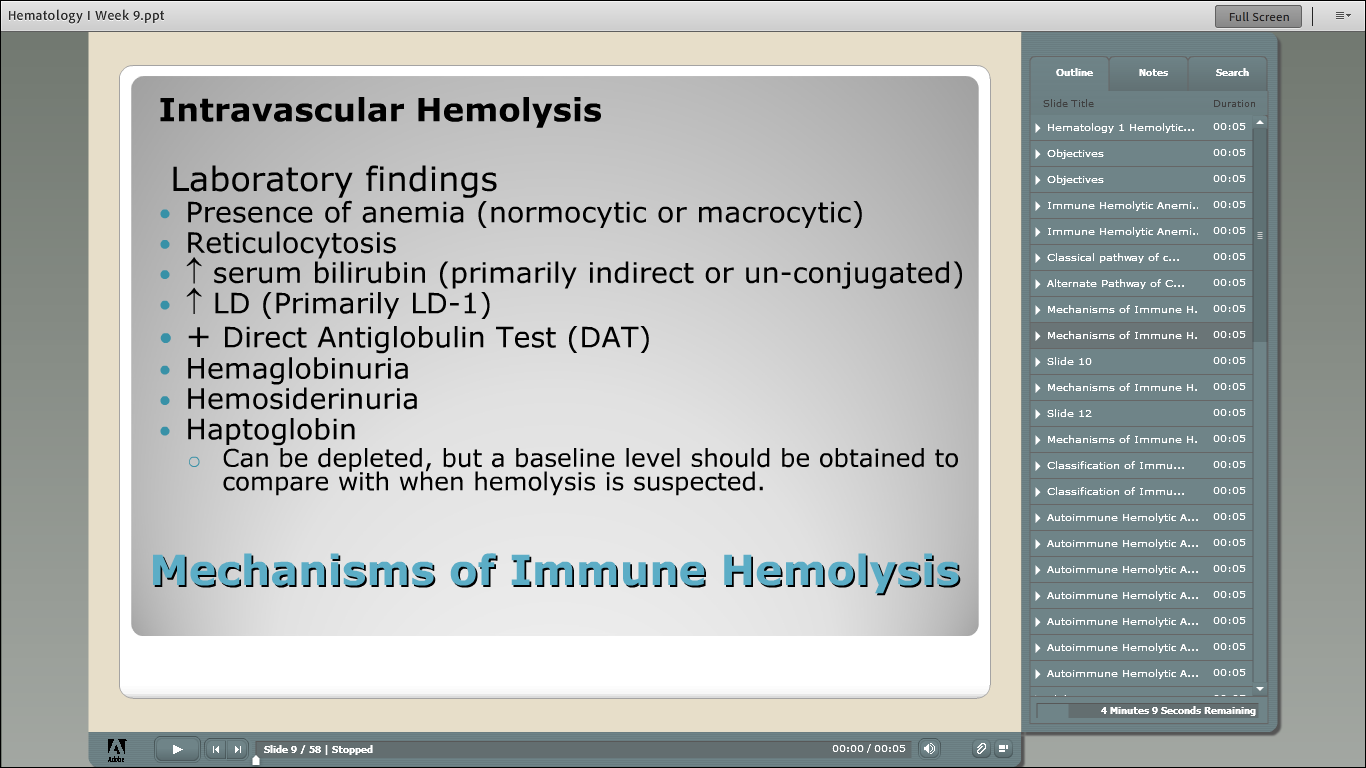 Hematology I Week 9.ppt
Full Screen
Intravascular Hemolysis
Laboratory findings
• Presence of anemia (normocytic or macrocytic)
• Reticulocytosis
• ↑ serum bilirubin (primarily indirect or un-conjugated)
• ↑ LD (Primarily LD-1)
• + Direct Antiglobulin Test (DAT)
• Hemaglobinuria
• Hemosiderinuria
• Haptoglobin
o Can be depleted, but a baseline level should be obtained to
compare with when hemolysis is suspected.
Mechanisms of Immune Hemolysis
Outline Notes Search
Slide Title Duration
Hematology 1 Hemolytic... 00:05
Objectives 00:05
Objectives 00:05
Immune Hemolytic Anemi.. 00:05
Immune Hemolytic Anemi.. 00:05
Classical pathway of c... 00:05
Alternate Pathway of C... 00:05
Mechanisms of Immune H. 00:05
Mechanisms of Immune H. 00:05
Slide 10 00:05
Mechanisms of Immune H. 00:05
Slide 12 00:05
Mechanisms of Immune H. 00:05
Classification of Immu... 00:05
Classification of Immu... 00:05
Autoimmune Hemolytic A... 00:05
Autoimmune Hemolytic A... 00:05
Autoimmune Hemolytic A... 00:05
Autoimmune Hemolytic A... 00:05
Autoimmune Hemolytic A... 00:05
Autoimmune Hemolytic A... 00:05
Autoimmune Hemolytic A... 00:05
4 Minutes 9 Seconds Remaining
Adobe
Slide 9 / 58 | Stopped 00:00 / 00:05